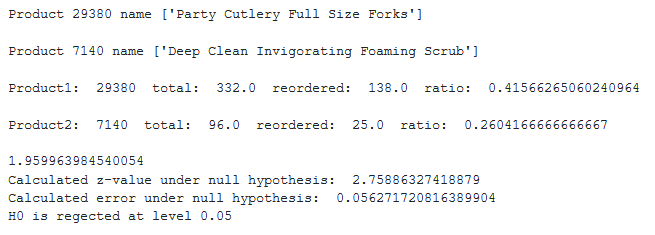 Product 29380 name ['Party Cutlery Full Size Forks']
Product 7140 name ['Deep Clean Invigorating Foaming Scrub']
Product1:  29380  total:  332.0  reordered:  138.0  ratio:  0.41566265060240964
Product2:  7140  total:  96.0  reordered:  25.0  ratio:  0.2604166666666667
1.959963984540054
Calculated z-value under null hypothesis:  2.75886327418879
Calculated error under null hypothesis:  0.056271720816389904
H0 is regected at level 0.05